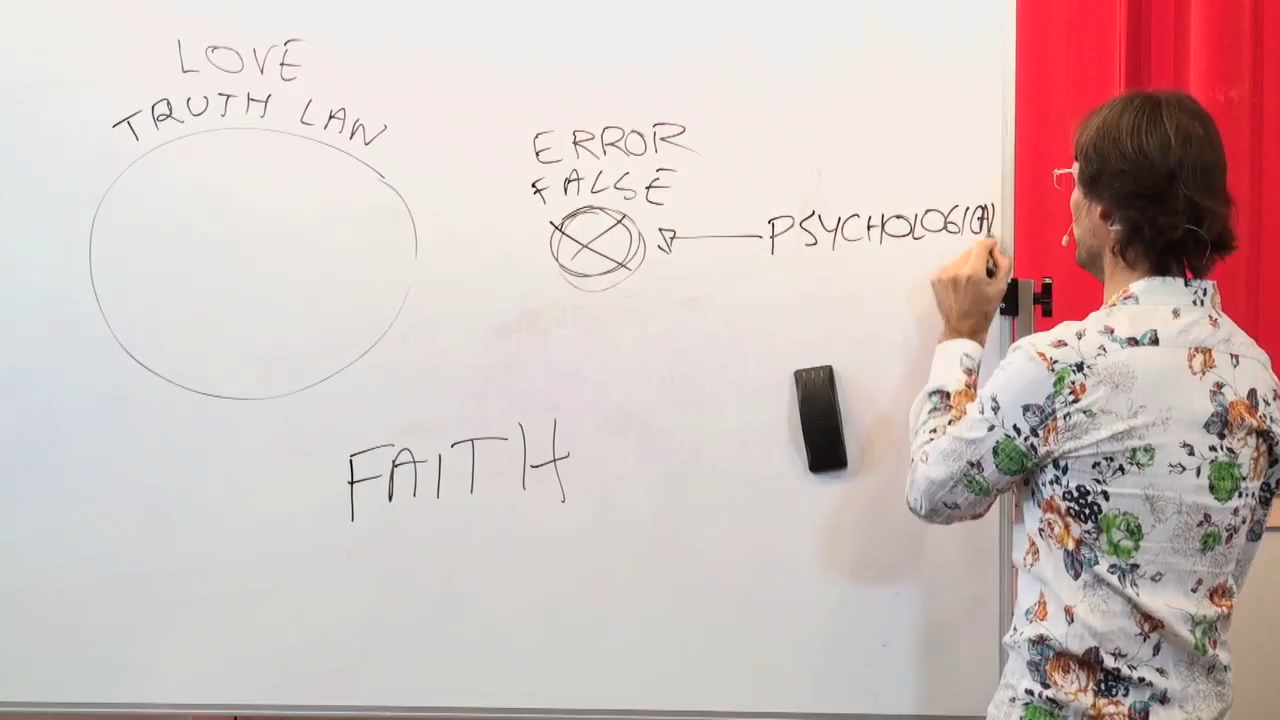 LOVE
TRUTH LAW
ERROR
FALSE
PSYCHOLOGICAL
FAITH